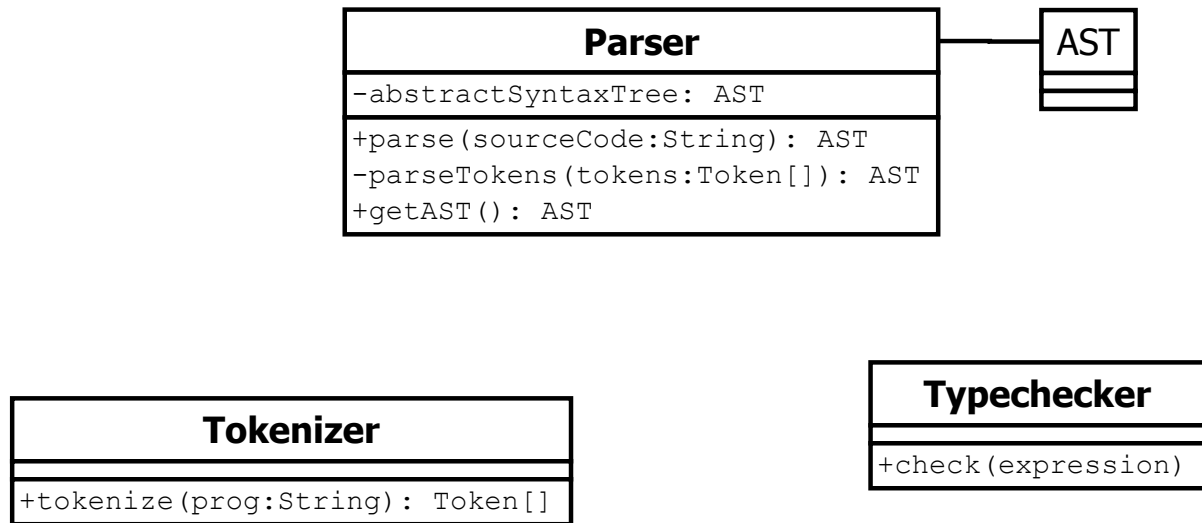 Parser
-abstractSyntaxTree: AST
+parse(sourceCode:String): AST
-parseTokens(tokens:Token[]): AST
+getAST(): AST
AST
Tokenizer
+tokenize(prog:String): Token[]
Typechecker
+check(expression)